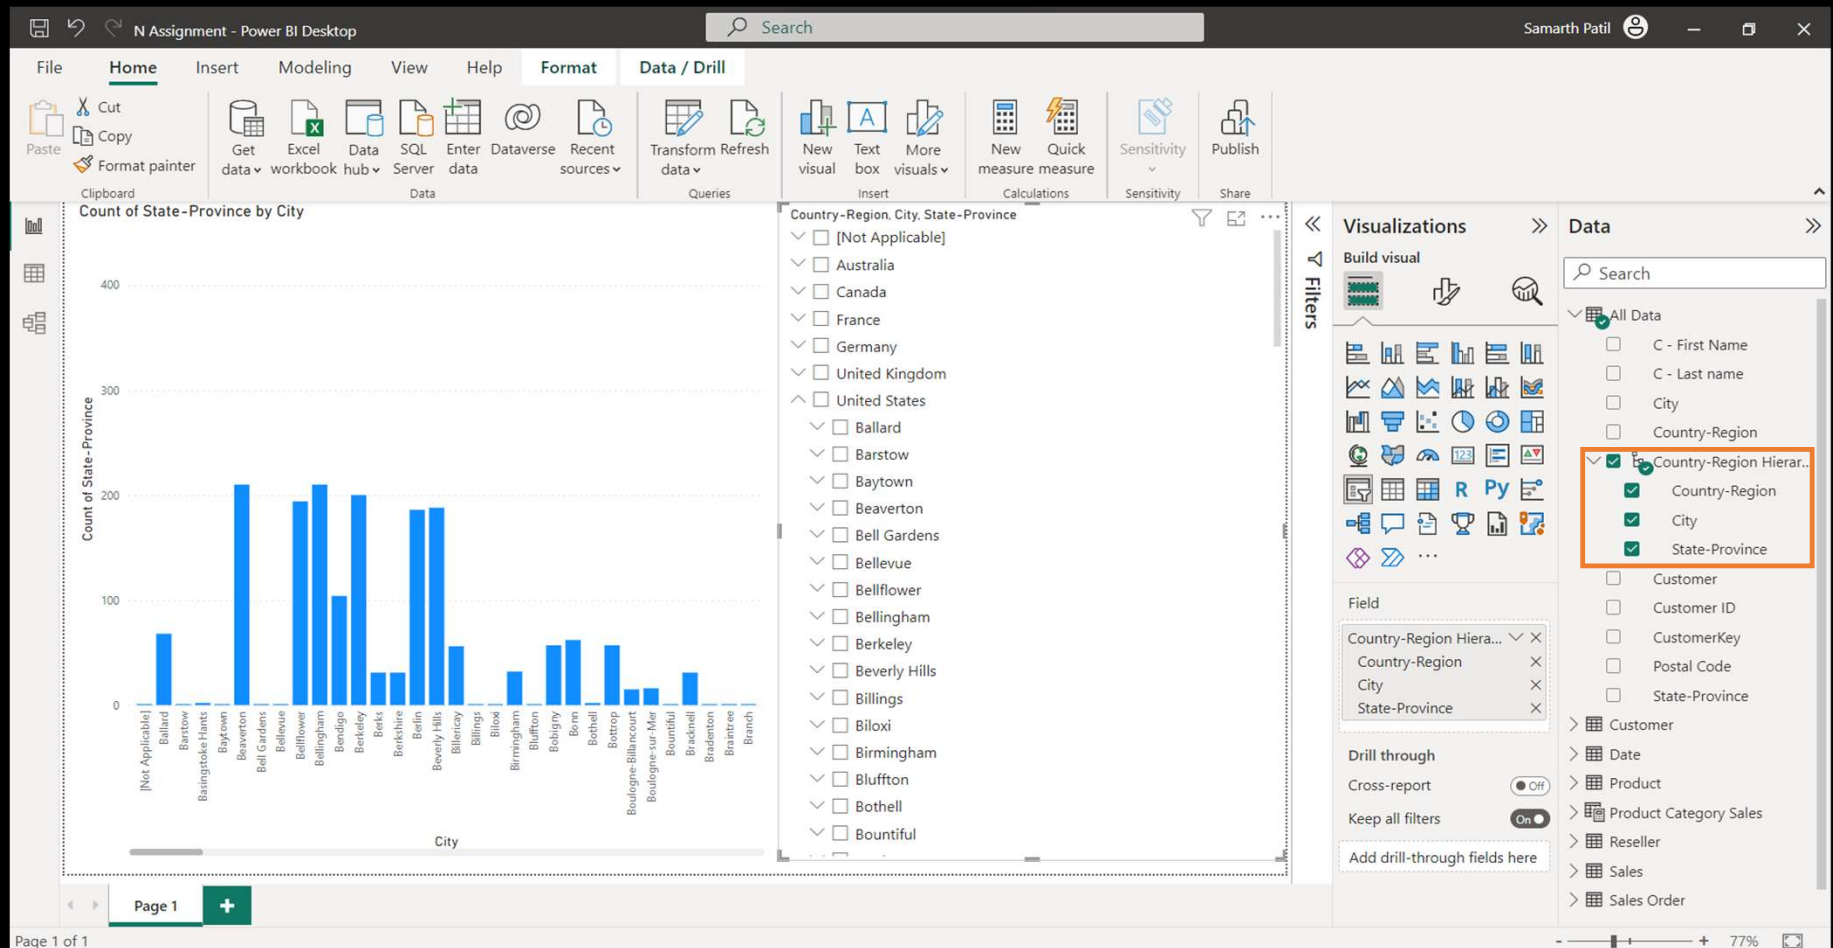 N Assignment - Power BI Desktop
Search
Samarth Patil
File Home Insert Modeling View Help Format Data / Drill
Paste
Cut
Copy
Format painter
Clipboard
Get data
Excel workbook
Data hub
SQL Server
Enter data
Dataverse
Recent sources
Data
Transform data
Refresh
Queries
New visual
Text box
More visuals
Insert
New measure
Quick measure
Calculations
Sensitivity
Sensitivity
Publish
Share
Count of State-Province by City
Count of State-Province
400
300
200
100
0
[Not Applicable]
Ballard
Barstow
Basingstoke Hants
Baytown
Beaverton
Bell Gardens
Bellevue
Bellflower
Bellingham
Bendigo
Berkeley
Berks
Berkshire
Berlin
Beverly Hills
Billericay
Billings
Biloxi
Birmingham
Bluffton
Bobigny
Bonn
Bothell
Bottrop
Boulogne-Billancourt
Boulogne-sur-Mer
Bountiful
Bracknell
Bradenton
Braintree
Branch
City
Country-Region, City, State-Province
[Not Applicable]
Australia
Canada
France
Germany
United Kingdom
United States
Ballard
Barstow
Baytown
Beaverton
Bell Gardens
Bellevue
Bellflower
Bellingham
Berkeley
Beverly Hills
Billings
Biloxi
Birmingham
Bluffton
Bothell
Bountiful
Filters
Visualizations
Build visual
123
R
Py
Field
Country-Region Hiera...
Country-Region
City
State-Province
Drill through
Cross-report
Off
Keep all filters
On
Add drill-through fields here
Data
Search
All Data
C - First Name
C - Last name
City
Country-Region
Country-Region Hierar...
Country-Region
City
State-Province
Customer
Customer ID
CustomerKey
Postal Code
State-Province
Customer
Date
Product
Product Category Sales
Reseller
Sales
Sales Order
Page 1
Page 1 of 1
77%